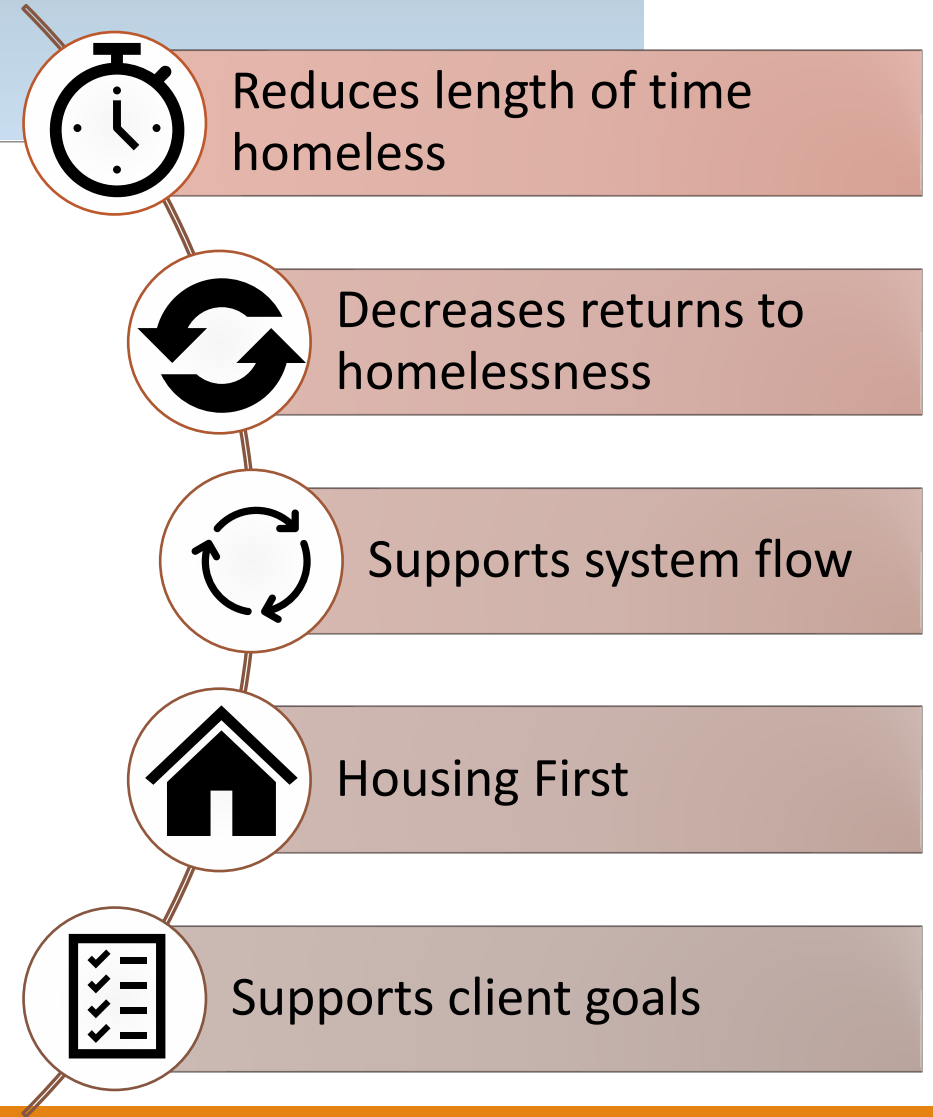 Reduces length of time
homeless
Decreases returns to
homelessness
Supports system flow
Housing First
Supports client goals